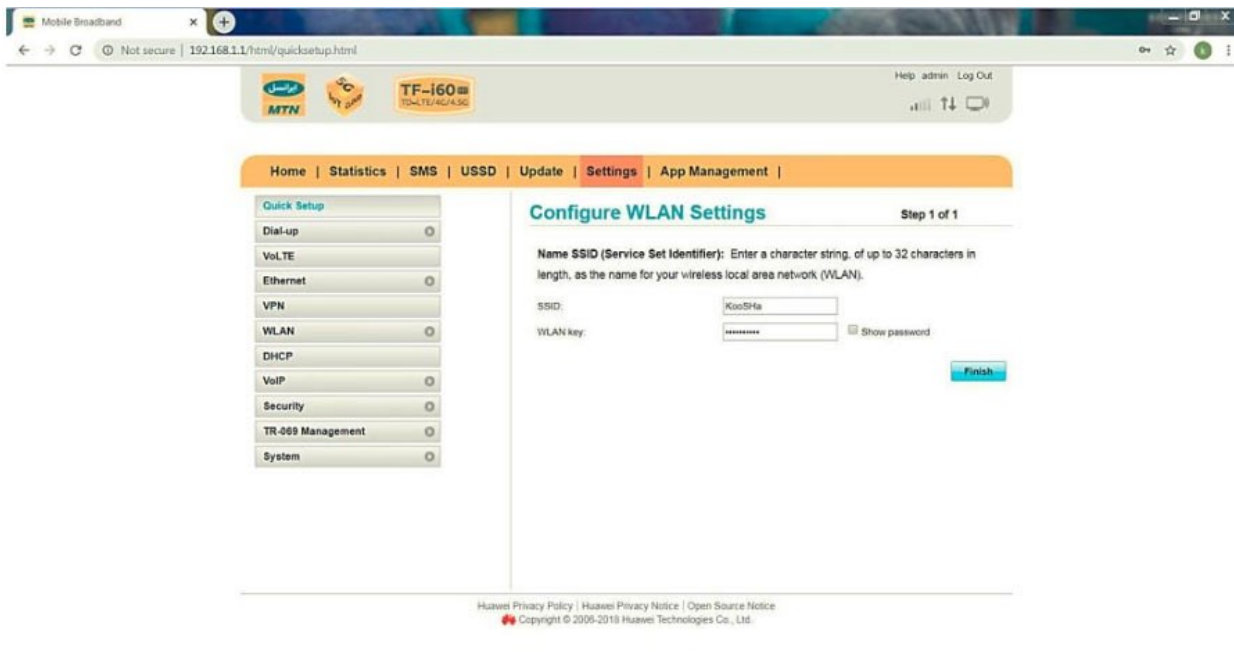 Mobile Broadband
Not secure | 192.168.1.1/html/quicksetup.html
Help admin Log Out
ایرانسل
MTN
5G
TF-i60
TD-LTE/4G/4.5G
Home | Statistics | SMS | USSD | Update | Settings | App Management |
Quick Setup
Dial-up
VoLTE
Ethernet
VPN
WLAN
DHCP
VoIP
Security
TR-069 Management
System
Configure WLAN Settings
Step 1 of 1
Name SSID (Service Set Identifier): Enter a character string, of up to 32 characters in
length, as the name for your wireless local area network (WLAN).
SSID: KooSHa
WLAN key: ••••••••••
Show password
Finish
Huawei Privacy Policy | Huawei Privacy Notice | Open Source Notice
Copyright © 2006-2018 Huawei Technologies Co., Ltd.